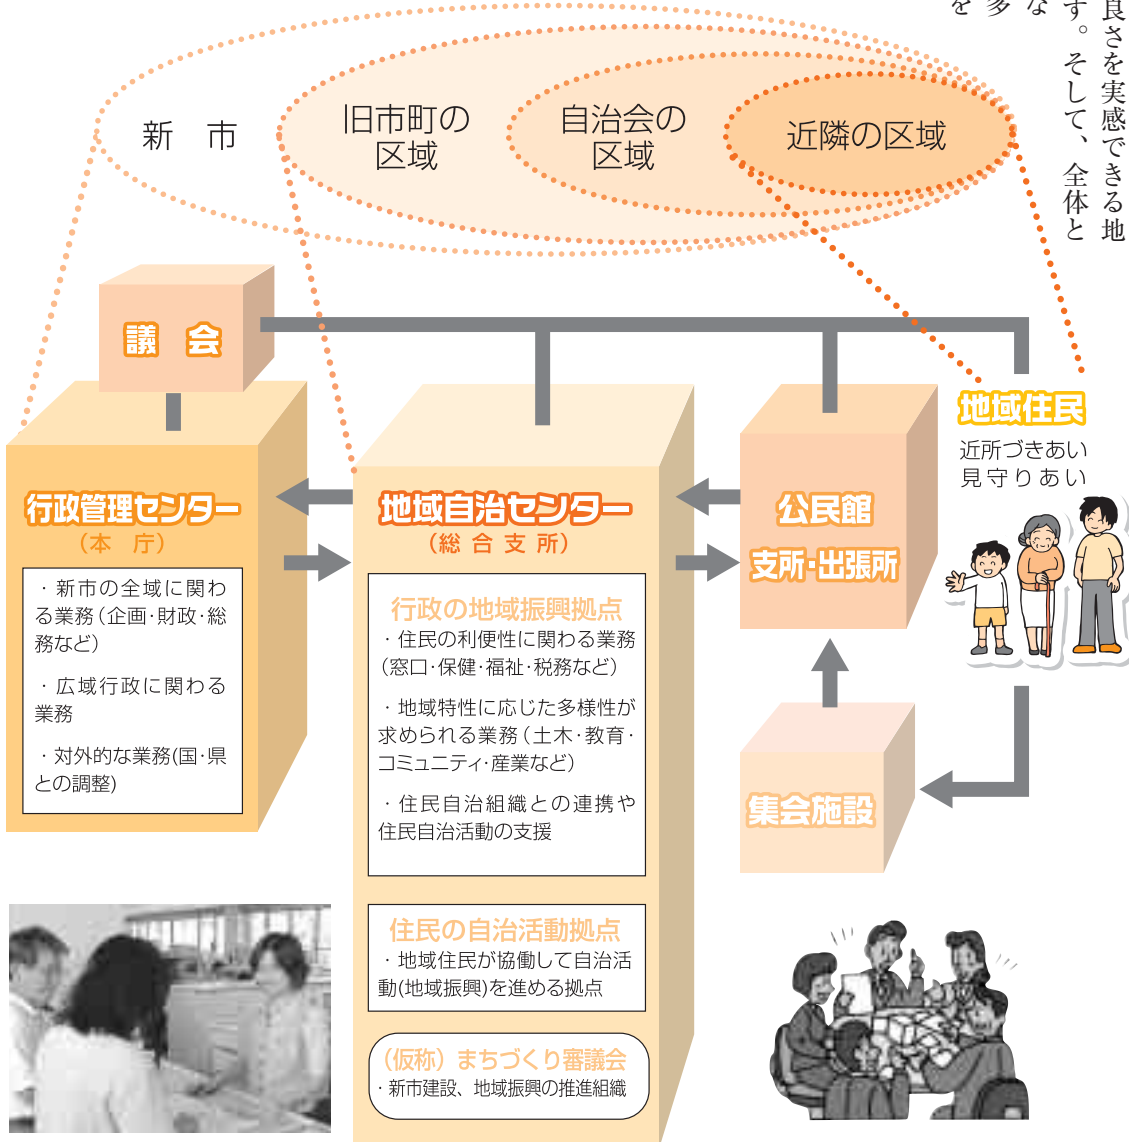 良さを実感できる地
す。そして、全体と
な
多
を
新 市
旧市町の
区域
自治会の
区域
近隣の区域
議 会
行政管理センター
（本 庁）
・新市の全域に関わ
る業務（企画・財政・総
務など）
・広域行政に関わる
業務
・対外的な業務(国・県
との調整)
地域自治センター
（総合支所）
行政の地域振興拠点
・住民の利便性に関わる業務
（窓口・保健・福祉・税務など）
・地域特性に応じた多様性が
求められる業務（土木・教育・
コミュニティ・産業など）
・住民自治組織との連携や
住民自治活動の支援
住民の自治活動拠点
・地域住民が協働して自治活
動(地域振興)を進める拠点
（仮称）まちづくり審議会
・新市建設、地域振興の推進組織
公民館
支所・出張所
集会施設
地域住民
近所づきあい
見守りあい